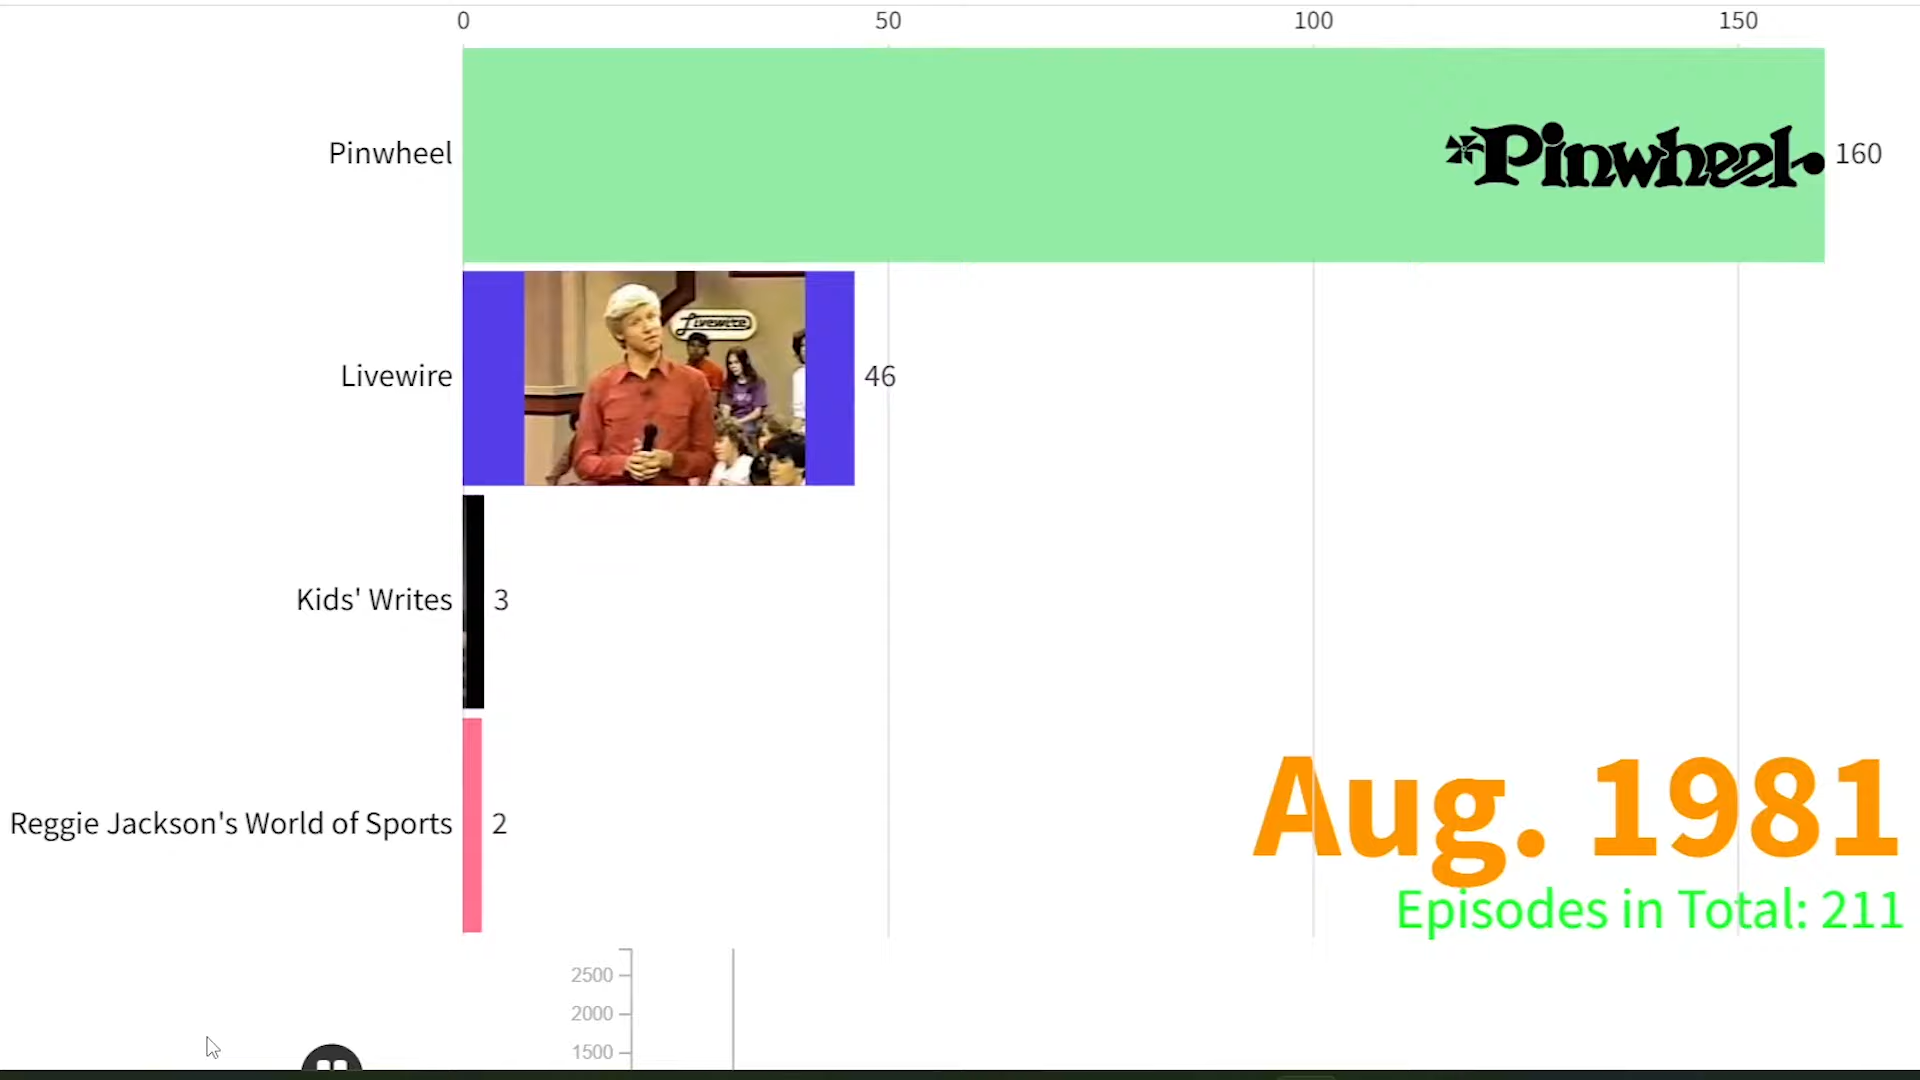 0 50 100 150
Pinwheel Pinwheel 160
Livewire Livewire 46
Kids' Writes 3
Reggie Jackson's World of Sports 2
Aug. 1981
Episodes in Total: 211
2500
2000
1500